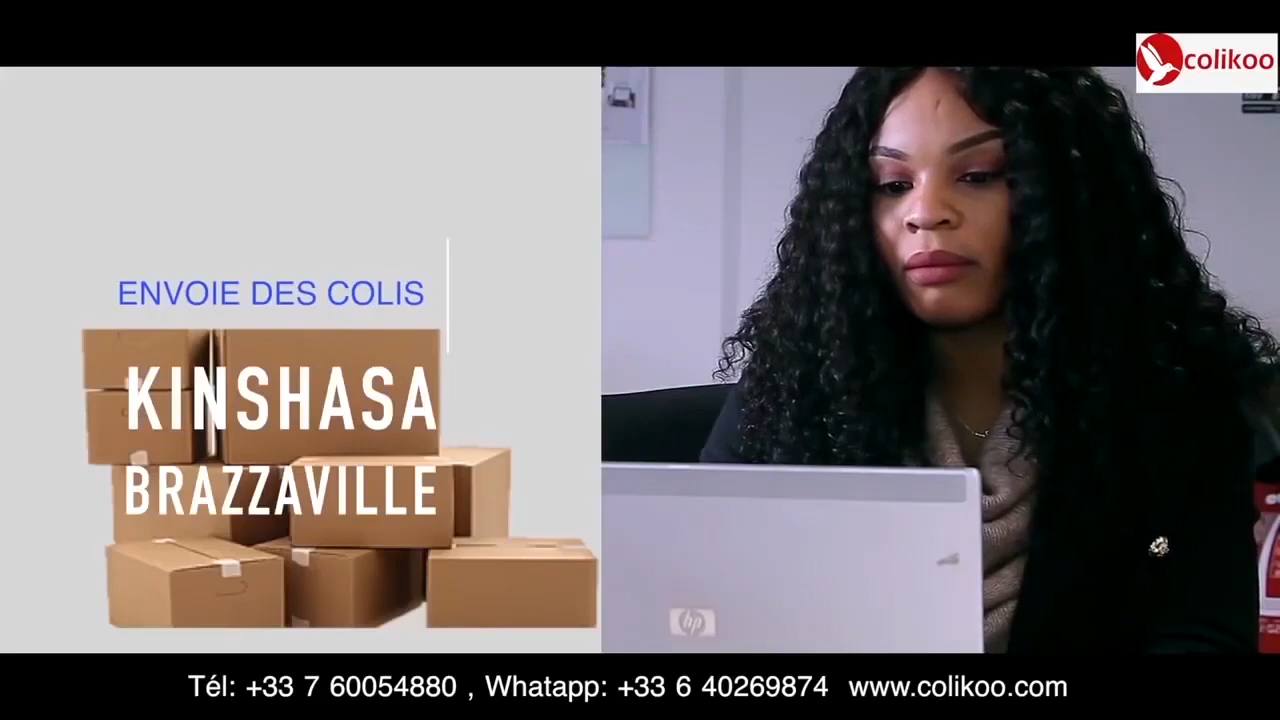 colikoo
ENVOIE DES COLIS
KINSHASA
BRAZZAVILLE
hp
Tél: +33 7 60054880 , Whatapp: +33 6 40269874 www.colikoo.com